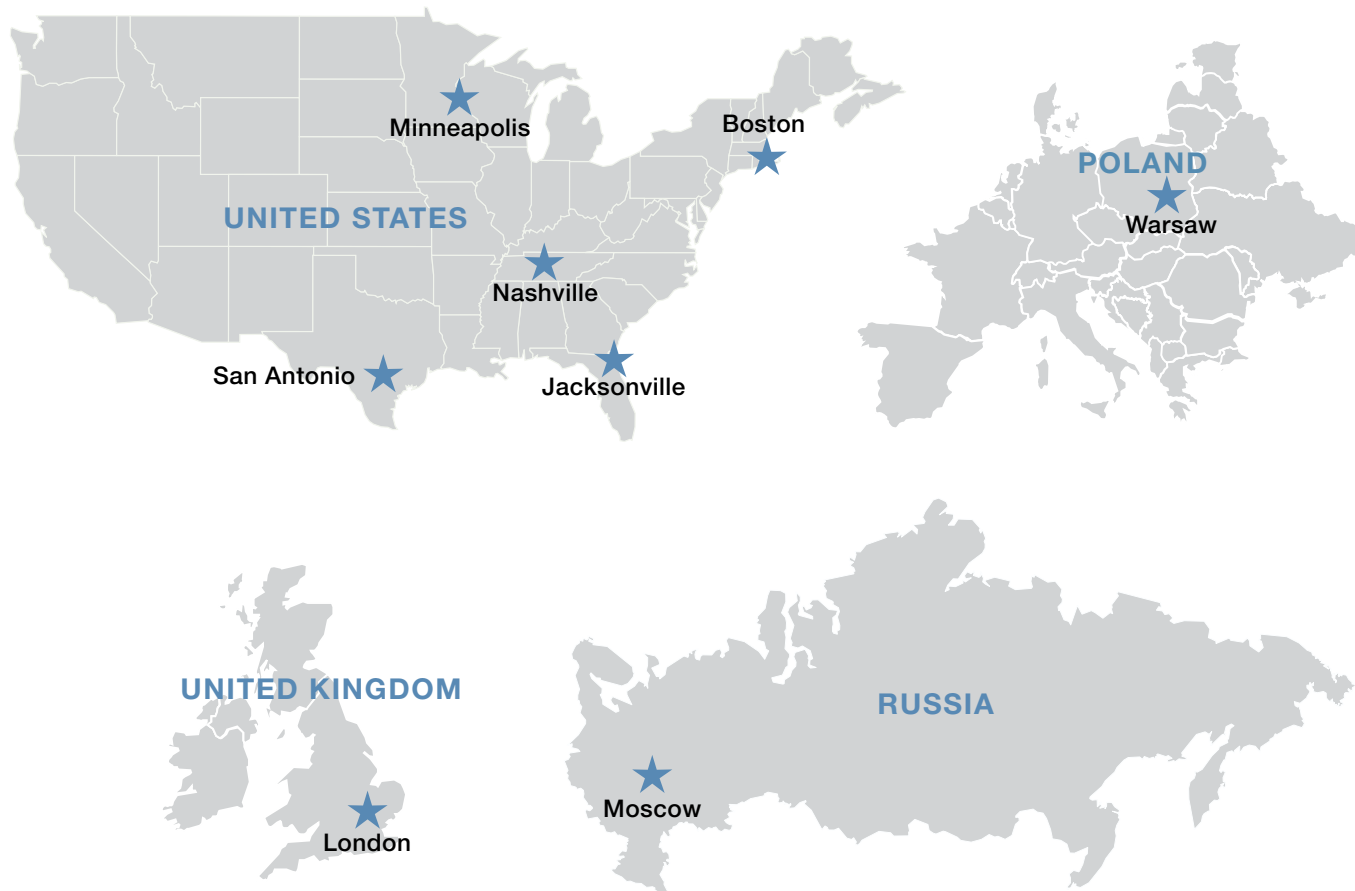 Minneapolis
Boston
UNITED STATES
Nashville
San Antonio
Jacksonville
POLAND
Warsaw
UNITED KINGDOM
London
RUSSIA
Moscow